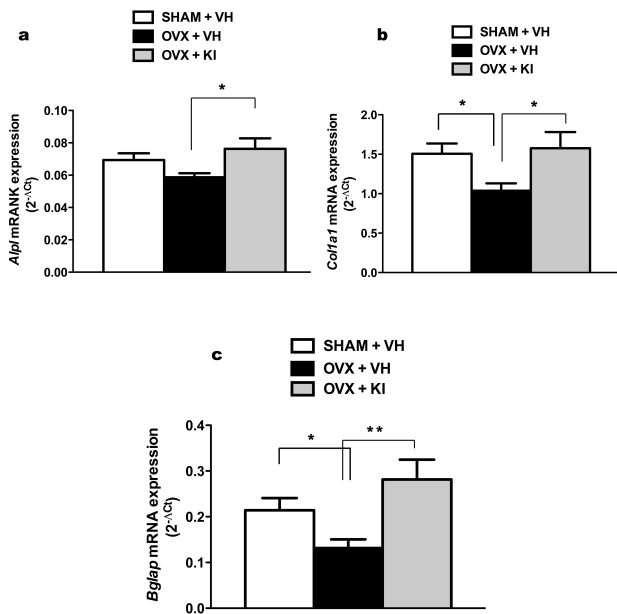 a
SHAM + VH
OVX + VH
OVX + KI
*
Alpl mRANK expression
(2-ΔCt)
0.10
0.08
0.06
0.04
0.02
0.00
b
SHAM + VH
OVX + VH
OVX + KI
*
*
Col1a1 mRNA expression
(2-ΔCt)
2.0
1.5
1.0
0.5
0.0
c
SHAM + VH
OVX + VH
OVX + KI
*
**
Bglap mRNA expression
(2-ΔCt)
0.4
0.3
0.2
0.1
0.0